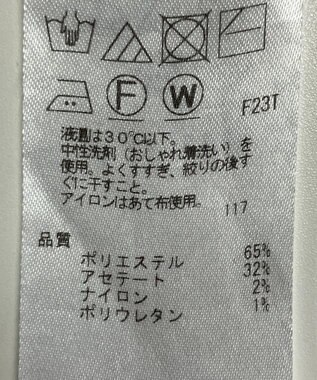 F
W
F23T
液温は30℃以下。
中性洗剤（おしゃれ着洗い）を
使用。よくすすぎ、絞りの後す
ぐに干すこと。
アイロンはあて布使用。
117
品質
ポリエステル 65%
アセテート 32%
ナイロン 2%
ポリウレタン 1%